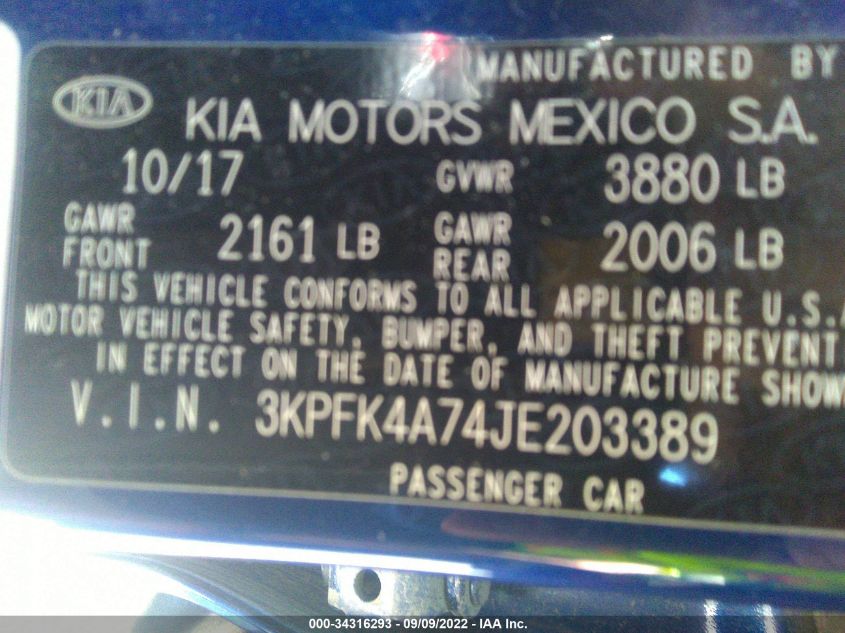 MANUFACTURED BY
KIA
KIA MOTORS MEXICO S.A.
10/17 GVWR 3880 LB
GAWR FRONT 2161 LB GAWR REAR 2006 LB
THIS VEHICLE CONFORMS TO ALL APPLICABLE U.S.A
MOTOR VEHICLE SAFETY, BUMPER, AND THEFT PREVENT
IN EFFECT ON THE DATE OF MANUFACTURE SHOW
V.I.N. 3KPFK4A74JE203389
PASSENGER CAR
000-34316293 - 09/09/2022 - IAA Inc.